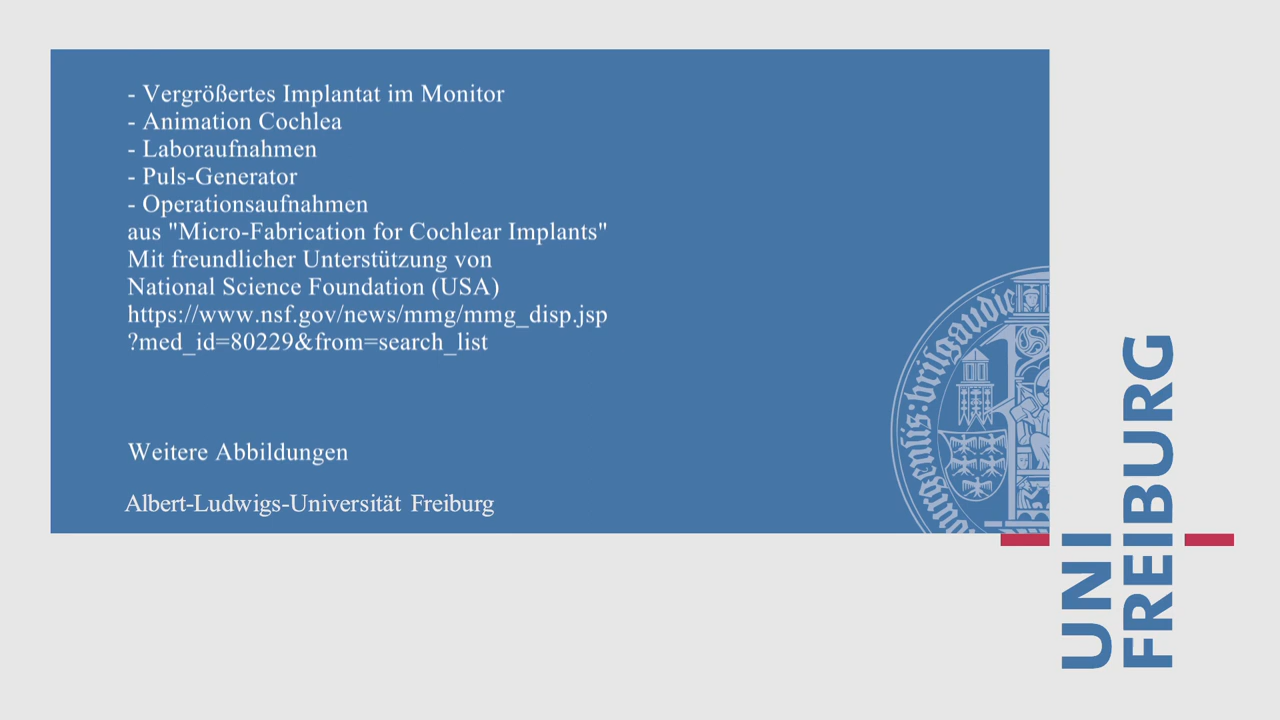 - Vergrößertes Implantat im Monitor
- Animation Cochlea
- Laboraufnahmen
- Puls-Generator
- Operationsaufnahmen
aus "Micro-Fabrication for Cochlear Implants"
Mit freundlicher Unterstützung von
National Science Foundation (USA)
https://www.nsf.gov/news/mmg/mmg_disp.jsp
?med_id=80229&from=search_list
Weitere Abbildungen
Albert-Ludwigs-Universität Freiburg
UNI
FREIBURG